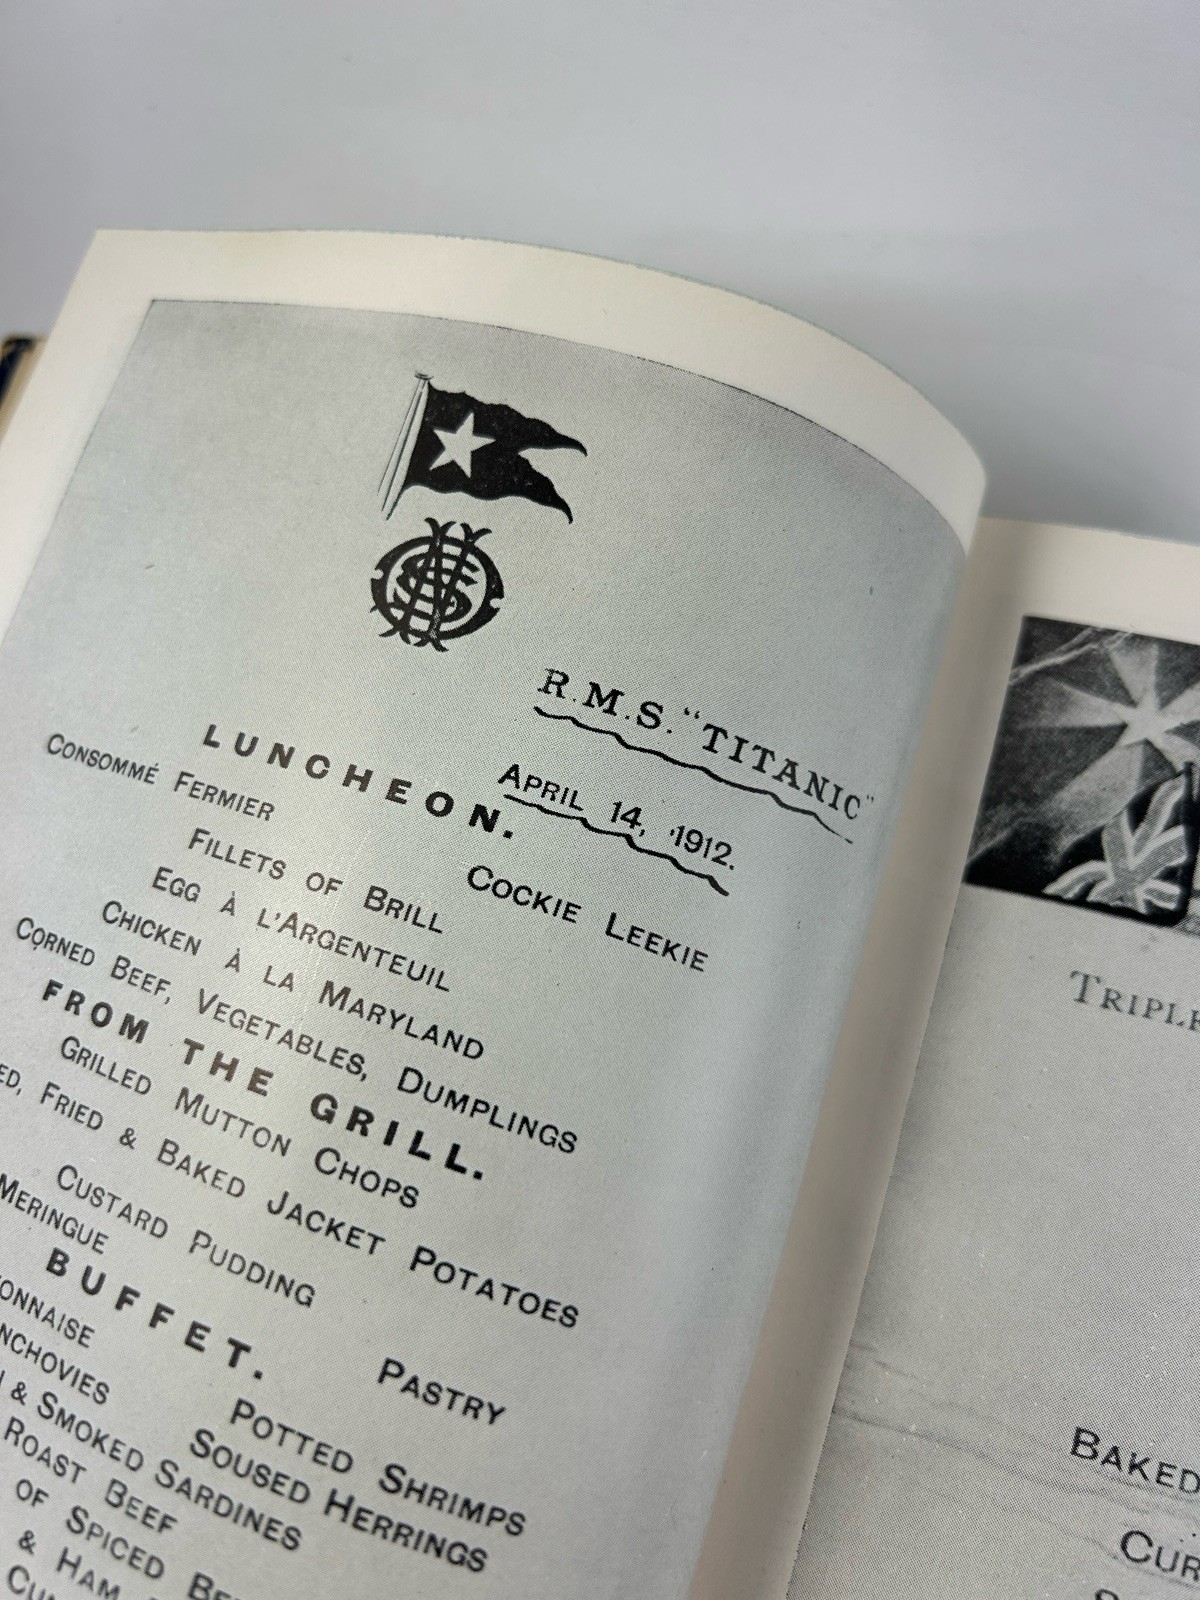 R.M.S. "TITANIC"
APRIL 14, 1912.
LUNCHEON.
CONSOMMÉ FERMIER COCKIE LEEKIE
FILLETS OF BRILL
EGG À L'ARGENTEUIL
CHICKEN À LA MARYLAND
CORNED BEEF, VEGETABLES, DUMPLINGS
FROM THE GRILL.
GRILLED MUTTON CHOPS
FRIED & BAKED JACKET POTATOES
CUSTARD PUDDING
MERINGUE PASTRY
BUFFET.
POTTED SHRIMPS
SOUSED HERRINGS
& SMOKED SARDINES
ROAST BEEF
OF SPICED
& HAM
BAKED